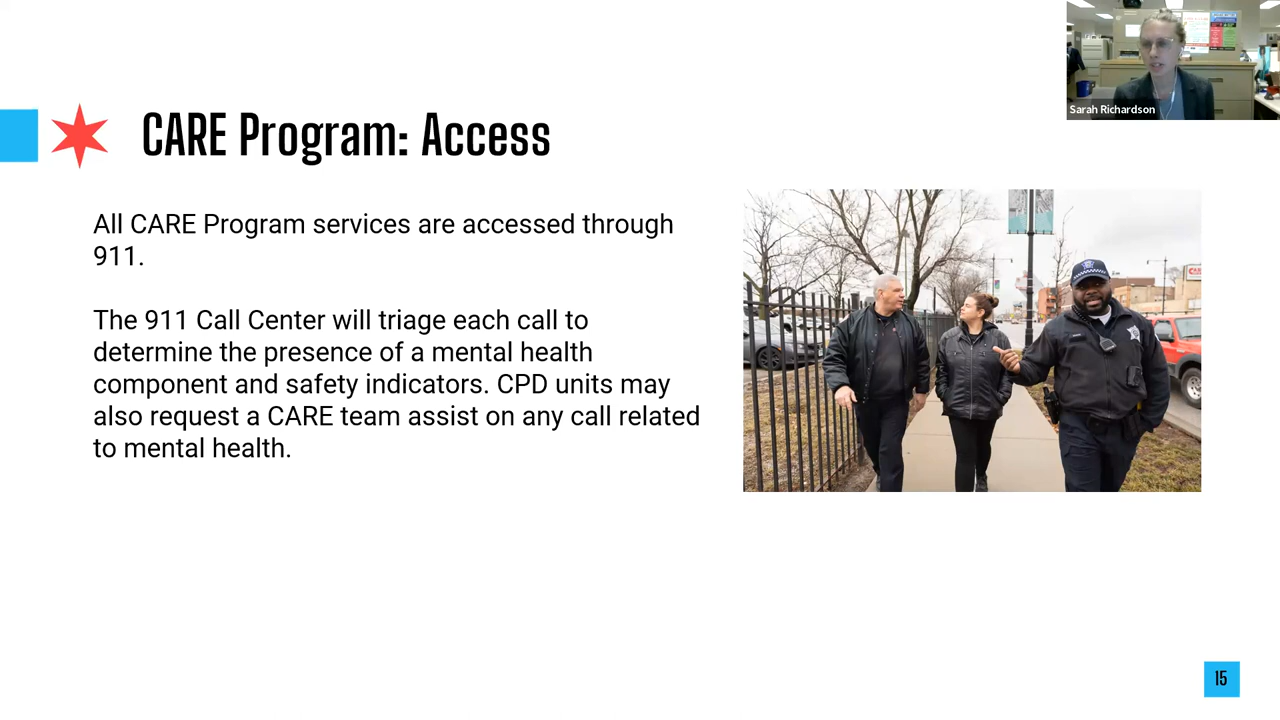 Sarah Richardson
CARE Program: Access
All CARE Program services are accessed through
911.
The 911 Call Center will triage each call to
determine the presence of a mental health
component and safety indicators. CPD units may
also request a CARE team assist on any call related
to mental health.
15